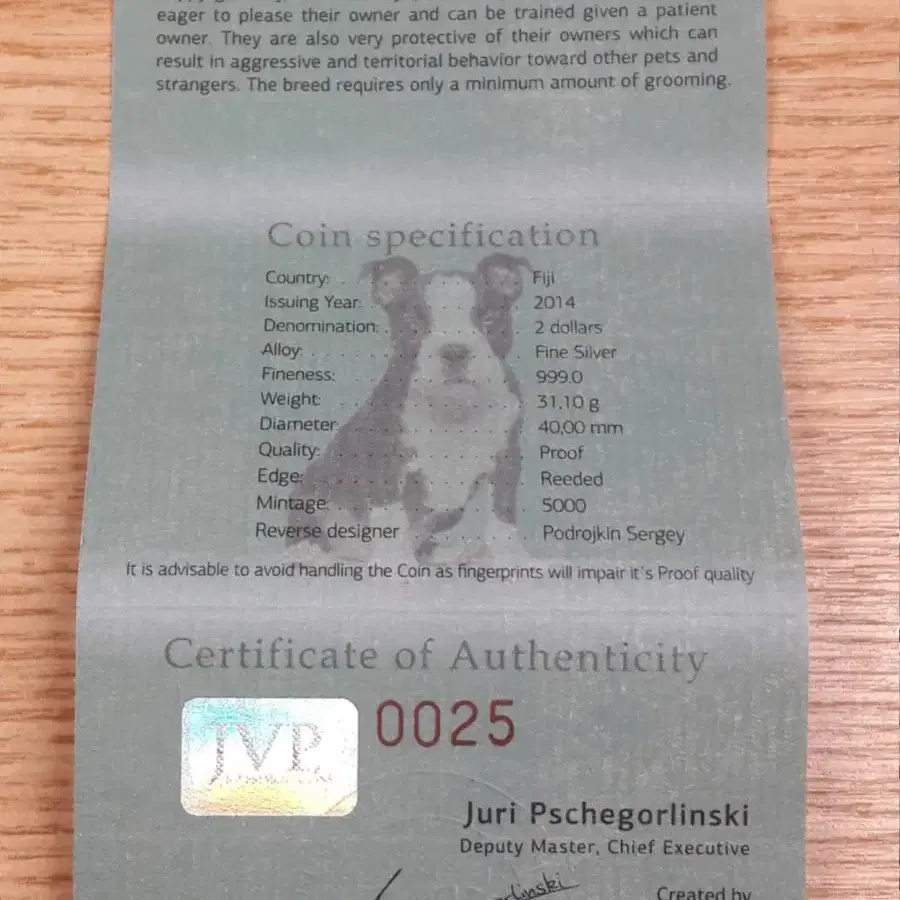 eager to please their owner and can be trained given a patient
owner. They are also very protective of their owners which can
result in aggressive and territorial behavior toward other pets and
strangers. The breed requires only a minimum amount of grooming.
Coin specification
Country: . Fiji
Issuing Year: 2014
Denomination: . 2 dollars
Alloy: Fine Silver
Fineness: 999.0
Weight: 31,10 g
Diameter 40,00 mm
Quality: Proof
Edge: Reeded
Mintage: 5000
Reverse designer Podrojkin Sergey
It is advisable to avoid handling the Coin as fingerprints will impair it's Proof quality
Certificate of Authenticity
JVP 0025
Juri Pschegorlinski
Deputy Master, Chief Executive
Created by